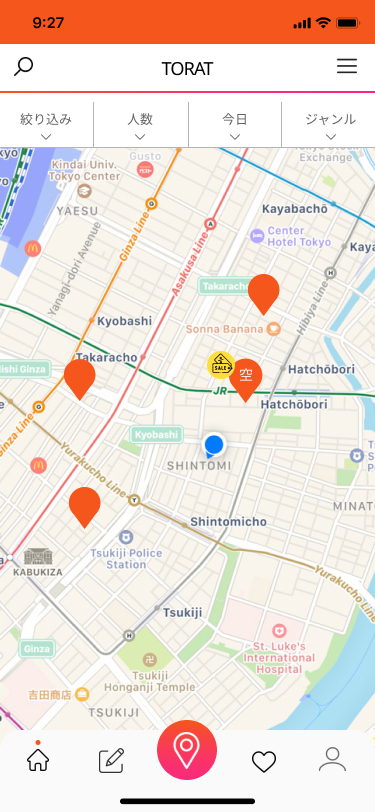 9:27
TORAT
絞り込み
人数
今日
ジャンル
Kindai Univ.
Tokyo Center
Gusto
Stock
Exchange
YAESU
Kayabachō
Center
Hotel Tokyo
Ginza Line
Asakusa Line
Yanagi-dori Avenue
Hibiya Line
Takaracho
Kyobashi
Sonna Banana
Takaracho
SALE
空
Hatchōbori
JR
Hatchōbori
Ginza Line
Kyobashi
SHINTOMI
Yurakucho Line
Shintomicho
Tsukiji Police
Station
KABUKIZA
Yurakucho Line
Tsukiji
Ginza
St. Luke's
International
Hospital
Tsukiji
Honganji Temple
吉田商店
TSUKIJI